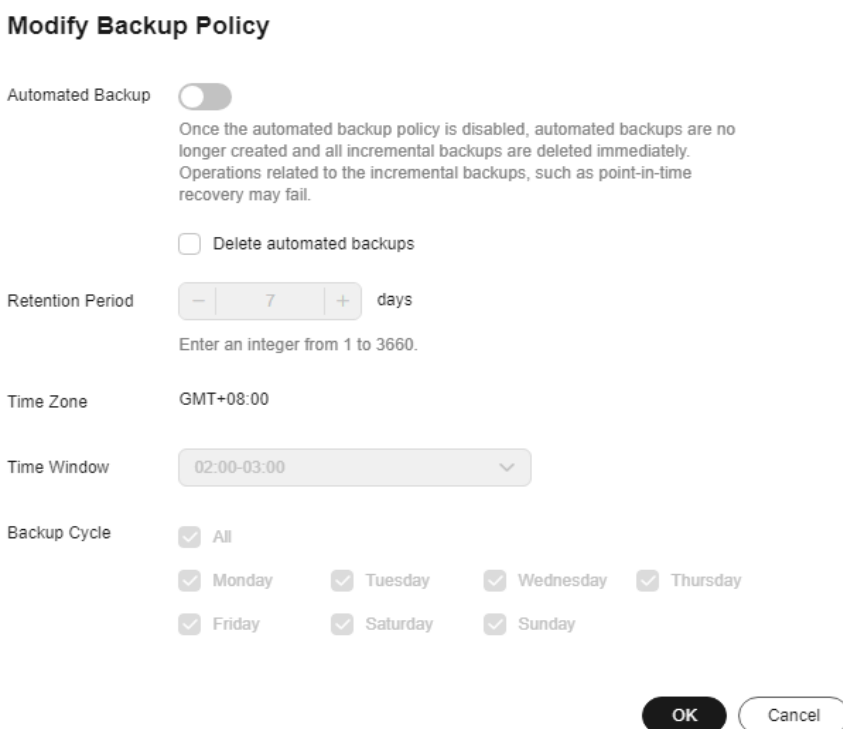 Modify Backup Policy
Automated Backup
Once the automated backup policy is disabled, automated backups are no
longer created and all incremental backups are deleted immediately.
Operations related to the incremental backups, such as point-in-time
recovery may fail.
Delete automated backups
Retention Period − 7 + days
Enter an integer from 1 to 3660.
Time Zone GMT+08:00
Time Window 02:00-03:00
Backup Cycle All
Monday Tuesday Wednesday Thursday
Friday Saturday Sunday
OK Cancel